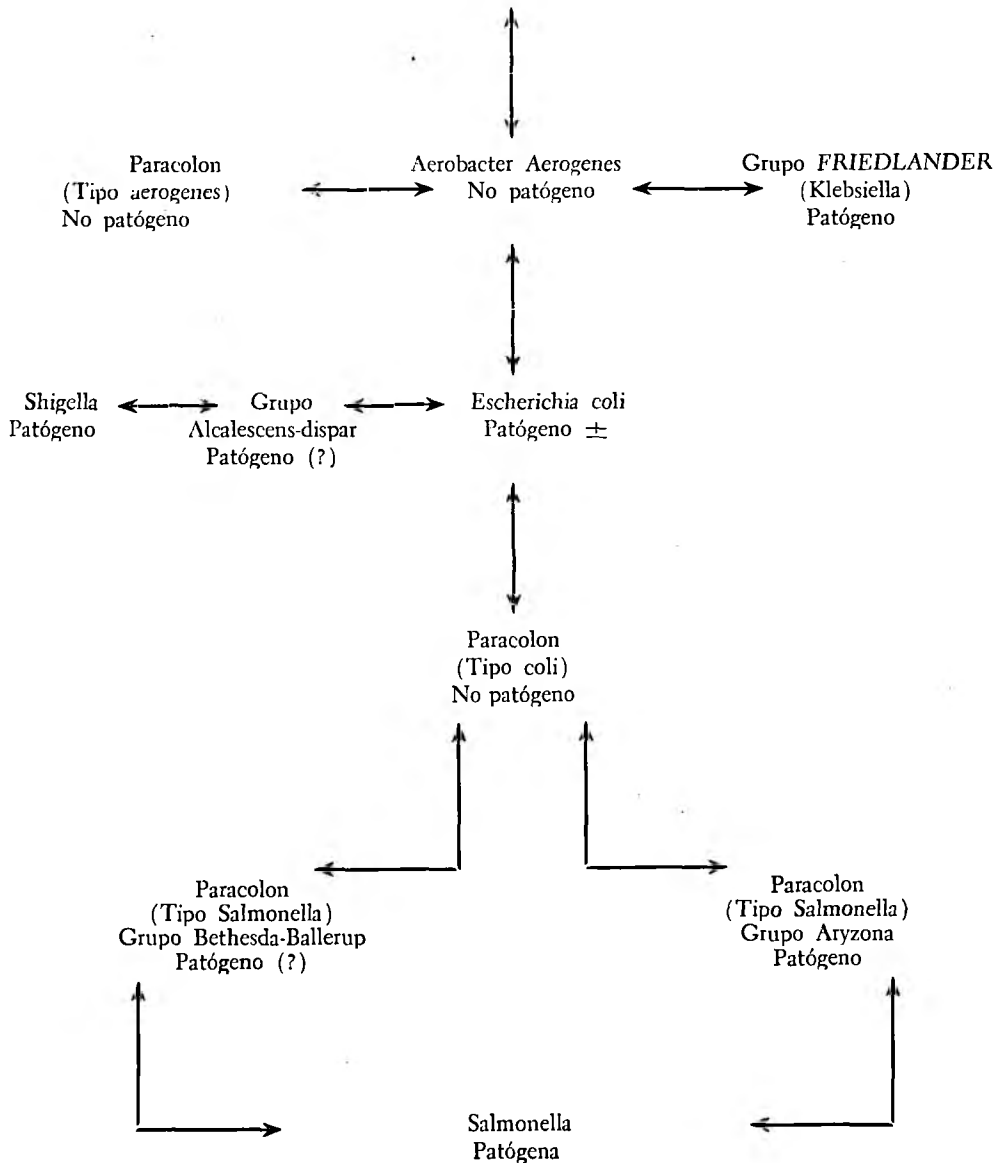 Paracolon
(Tipo aerogenes)
No patógeno
Aerobacter Aerogenes
No patógeno
Grupo FRIEDLANDER
(Klebsiella)
Patógeno
Shigella
Patógeno
Grupo
Alcalescens-dispar
Patógeno (?)
Escherichia coli
Patógeno ±
Paracolon
(Tipo coli)
No patógeno
Paracolon
(Tipo Salmonella)
Grupo Bethesda-Ballerup
Patógeno (?)
Paracolon
(Tipo Salmonella)
Grupo Aryzona
Patógeno
Salmonella
Patógena